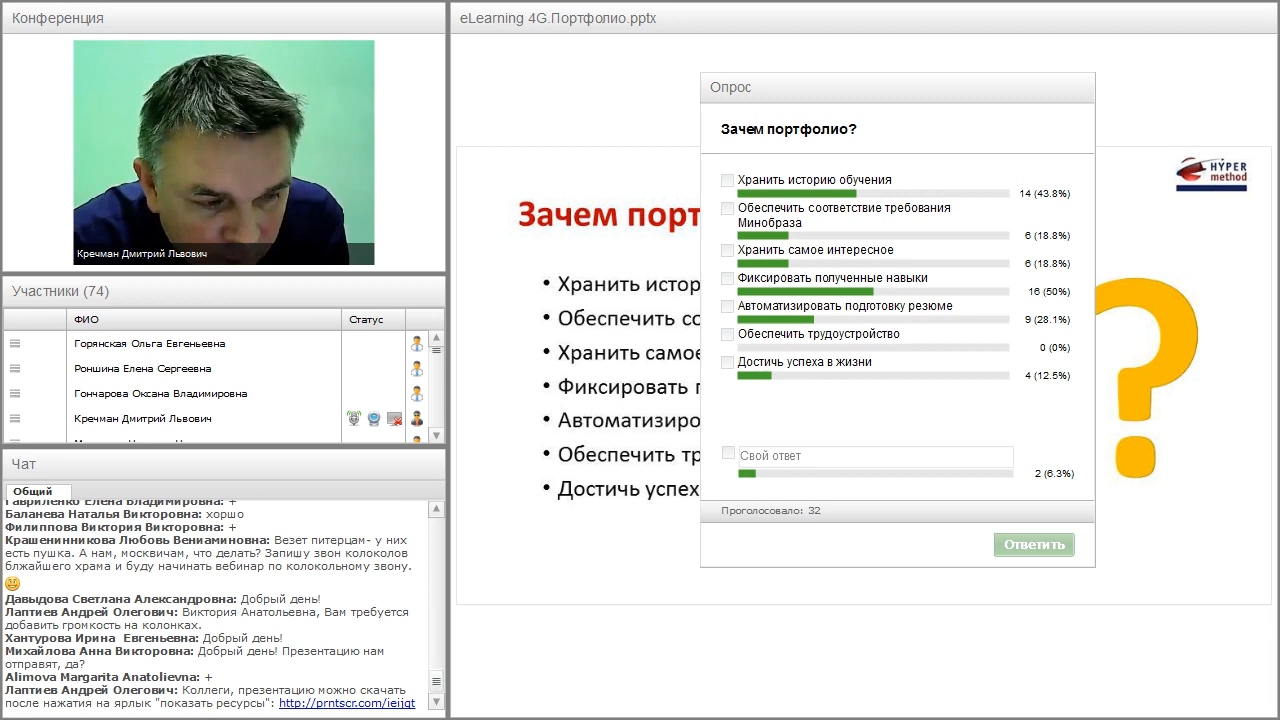 Конференция
Кречман Дмитрий Львович
Участники (74)
ФИО
Статус
Горянская Ольга Евгеньевна
Роншина Елена Сергеевна
Гончарова Оксана Владимировна
Кречман Дмитрий Львович
Чат
Общий
Гавриленко Елена Владимировна: +
Баланева Наталья Викторовна: хоршо
Филиппова Виктория Викторовна: +
Крашенинникова Любовь Вениаминовна: Везет питерцам- у них
есть пушка. А нам, москвичам, что делать? Запишу звон колоколов
блжайшего храма и буду начинать вебинар по колокольному звону.
Давыдова Светлана Александровна: Добрый день!
Лаптиев Андрей Олегович: Виктория Анатольевна, Вам требуется
добавить громкость на колонках.
Хантурова Ирина  Евгеньевна: Добрый день!
Михайлова Анна Викторовна: Добрый день! Презентацию нам
отправят, да?
Alimova Margarita Anatolievna: +
Лаптиев Андрей Олегович: Коллеги, презентацию можно скачать
после нажатия на ярлык "показать ресурсы": http://prntscr.com/ieijgt
eLearning 4G.Портфолио.pptx
HYPER
method
Зачем порт
• Хранить истор
• Обеспечить со
• Хранить самое
• Фиксировать п
• Автоматизиро
• Обеспечить тр
• Достичь успех
?
Опрос
Зачем портфолио?
Хранить историю обучения
14 (43.8%)
Обеспечить соответствие требования
Минобраза
6 (18.8%)
Хранить самое интересное
6 (18.8%)
Фиксировать полученные навыки
16 (50%)
Автоматизировать подготовку резюме
9 (28.1%)
Обеспечить трудоустройство
0 (0%)
Достичь успеха в жизни
4 (12.5%)
Свой ответ
2 (6.3%)
Проголосовало: 32
Ответить